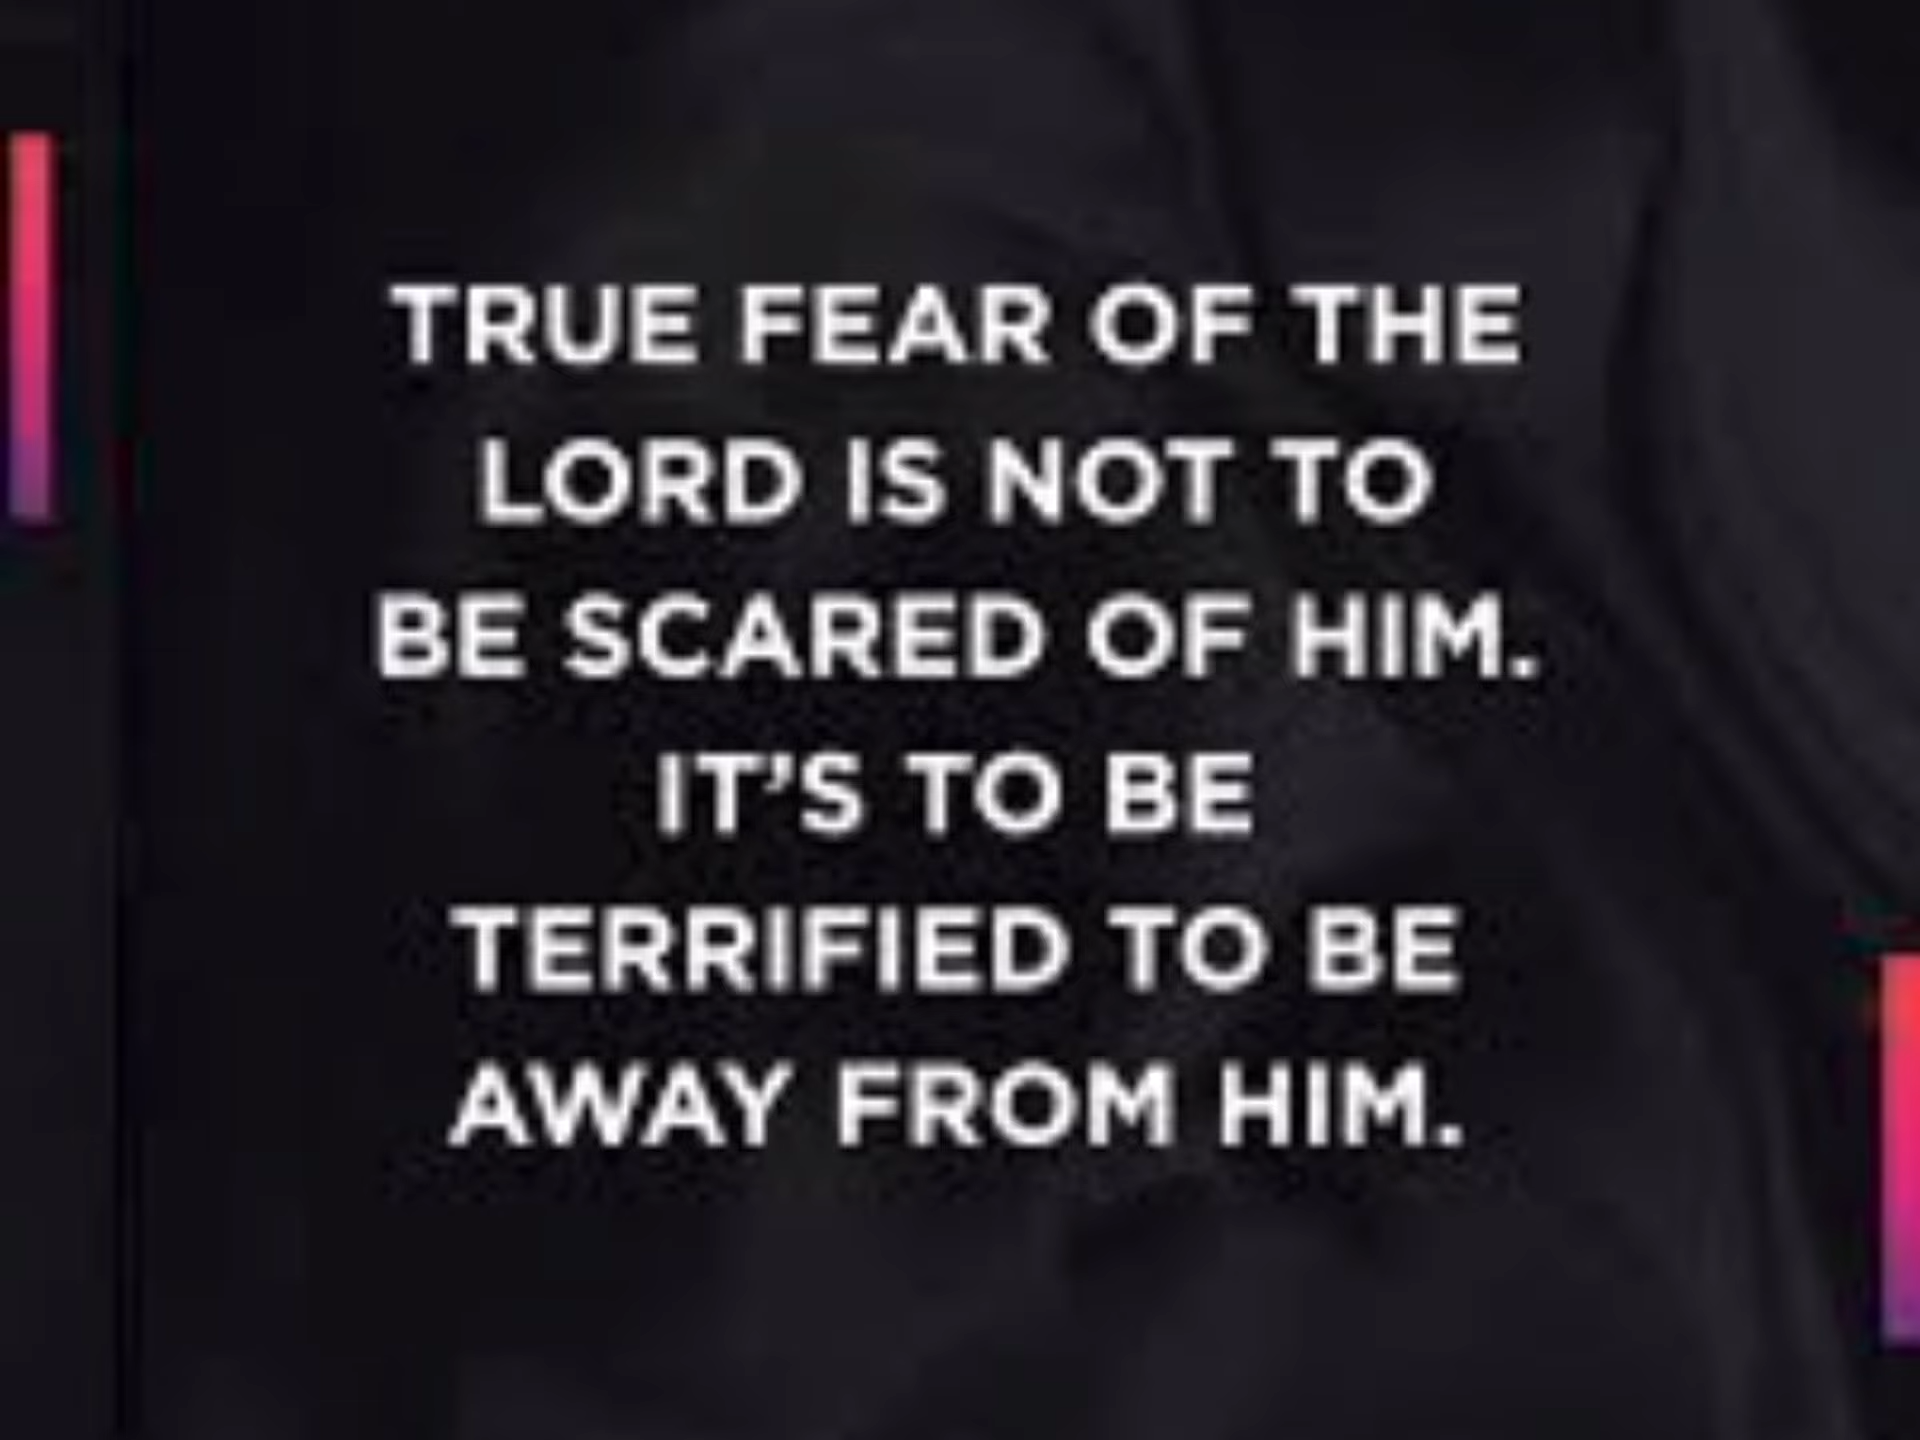 TRUE FEAR OF THE
LORD IS NOT TO
BE SCARED OF HIM.
IT’S TO BE
TERRIFIED TO BE
AWAY FROM HIM.